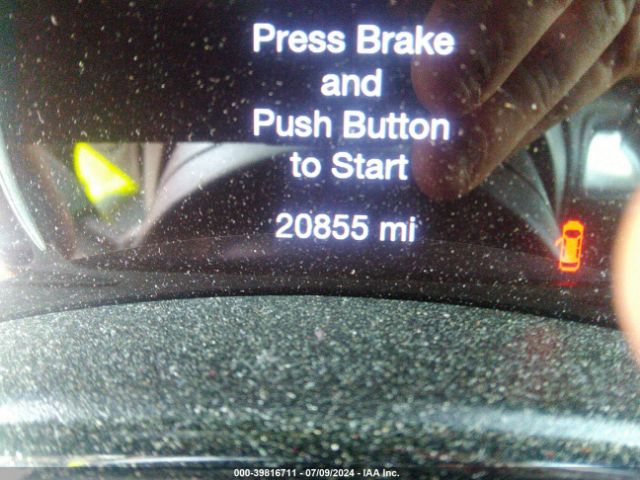 Press Brake
and
Push Button
to Start
20855 mi
000-39816711 - 07/09/2024 - IAA Inc.